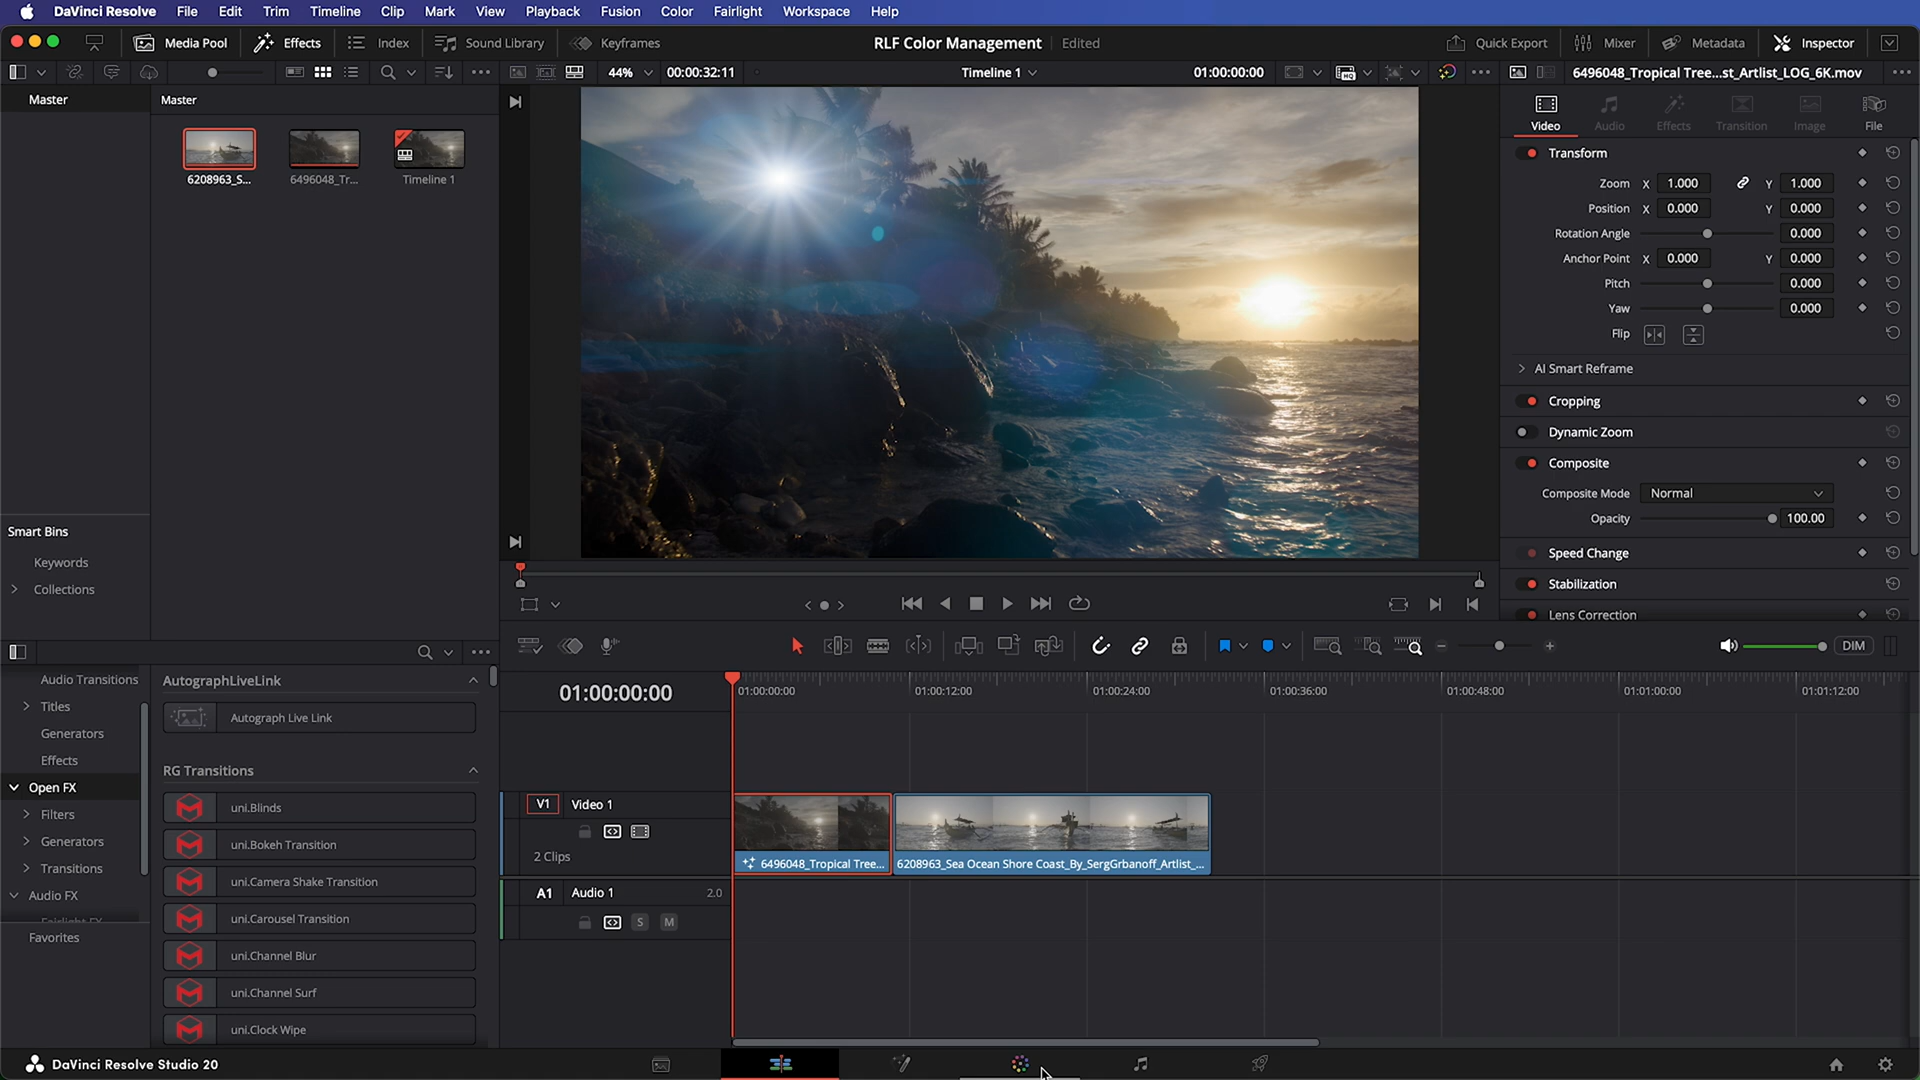 DaVinci Resolve File Edit Trim Timeline Clip Mark View Playback Fusion Color Fairlight Workspace Help
Media Pool Effects Index Sound Library Keyframes RLF Color Management Edited Quick Export Mixer Metadata Inspector
44% 00:00:32:11 Timeline 1 01:00:00:00 6496048_Tropical Tree...st_Artlist_LOG_6K.mov
Master
Master
6208963_S...
6496048_Tr...
Timeline 1
Smart Bins
Keywords
Collections
Video Audio Effects Transition Image File
Transform
Zoom X 1.000 Y 1.000
Position X 0.000 Y 0.000
Rotation Angle 0.000
Anchor Point X 0.000 Y 0.000
Pitch 0.000
Yaw 0.000
Flip
AI Smart Reframe
Cropping
Dynamic Zoom
Composite
Composite Mode Normal
Opacity 100.00
Speed Change
Stabilization
Lens Correction
DIM
Audio Transitions
Titles
Generators
Effects
Open FX
Filters
Generators
Transitions
Audio FX
Fairlight FX
Favorites
AutographLiveLink
Autograph Live Link
RG Transitions
uni.Blinds
uni.Bokeh Transition
uni.Camera Shake Transition
uni.Carousel Transition
uni.Channel Blur
uni.Channel Surf
uni.Clock Wipe
01:00:00:00
01:00:00:00 01:00:12:00 01:00:24:00 01:00:36:00 01:00:48:00 01:01:00:00 01:01:12:00
V1 Video 1
2 Clips
6496048_Tropical Tree...
6208963_Sea Ocean Shore Coast_By_SergGrbanoff_Artlist_...
A1 Audio 1 2.0
S M
DaVinci Resolve Studio 20